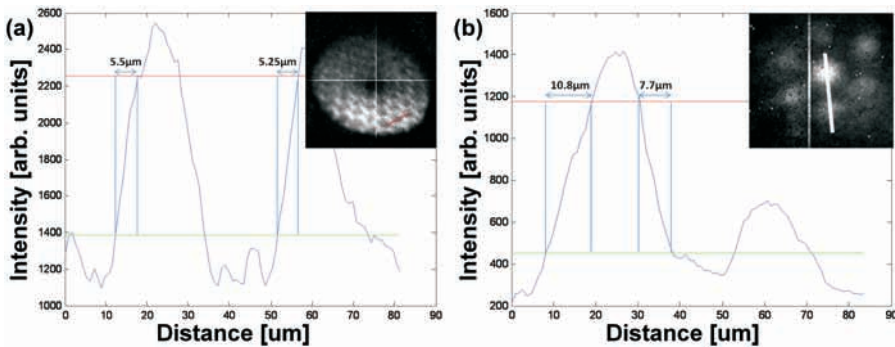 (a)
Intensity [arb. units]
2600
2400
2200
2000
1800
1600
1400
1200
1000
5.5µm
5.25µm
0 10 20 30 40 50 60 70 80 90
Distance [um]
(b)
Intensity [arb. units]
1600
1400
1200
1000
800
600
400
200
10.8µm
7.7µm
0 10 20 30 40 50 60 70 80 90
Distance [um]